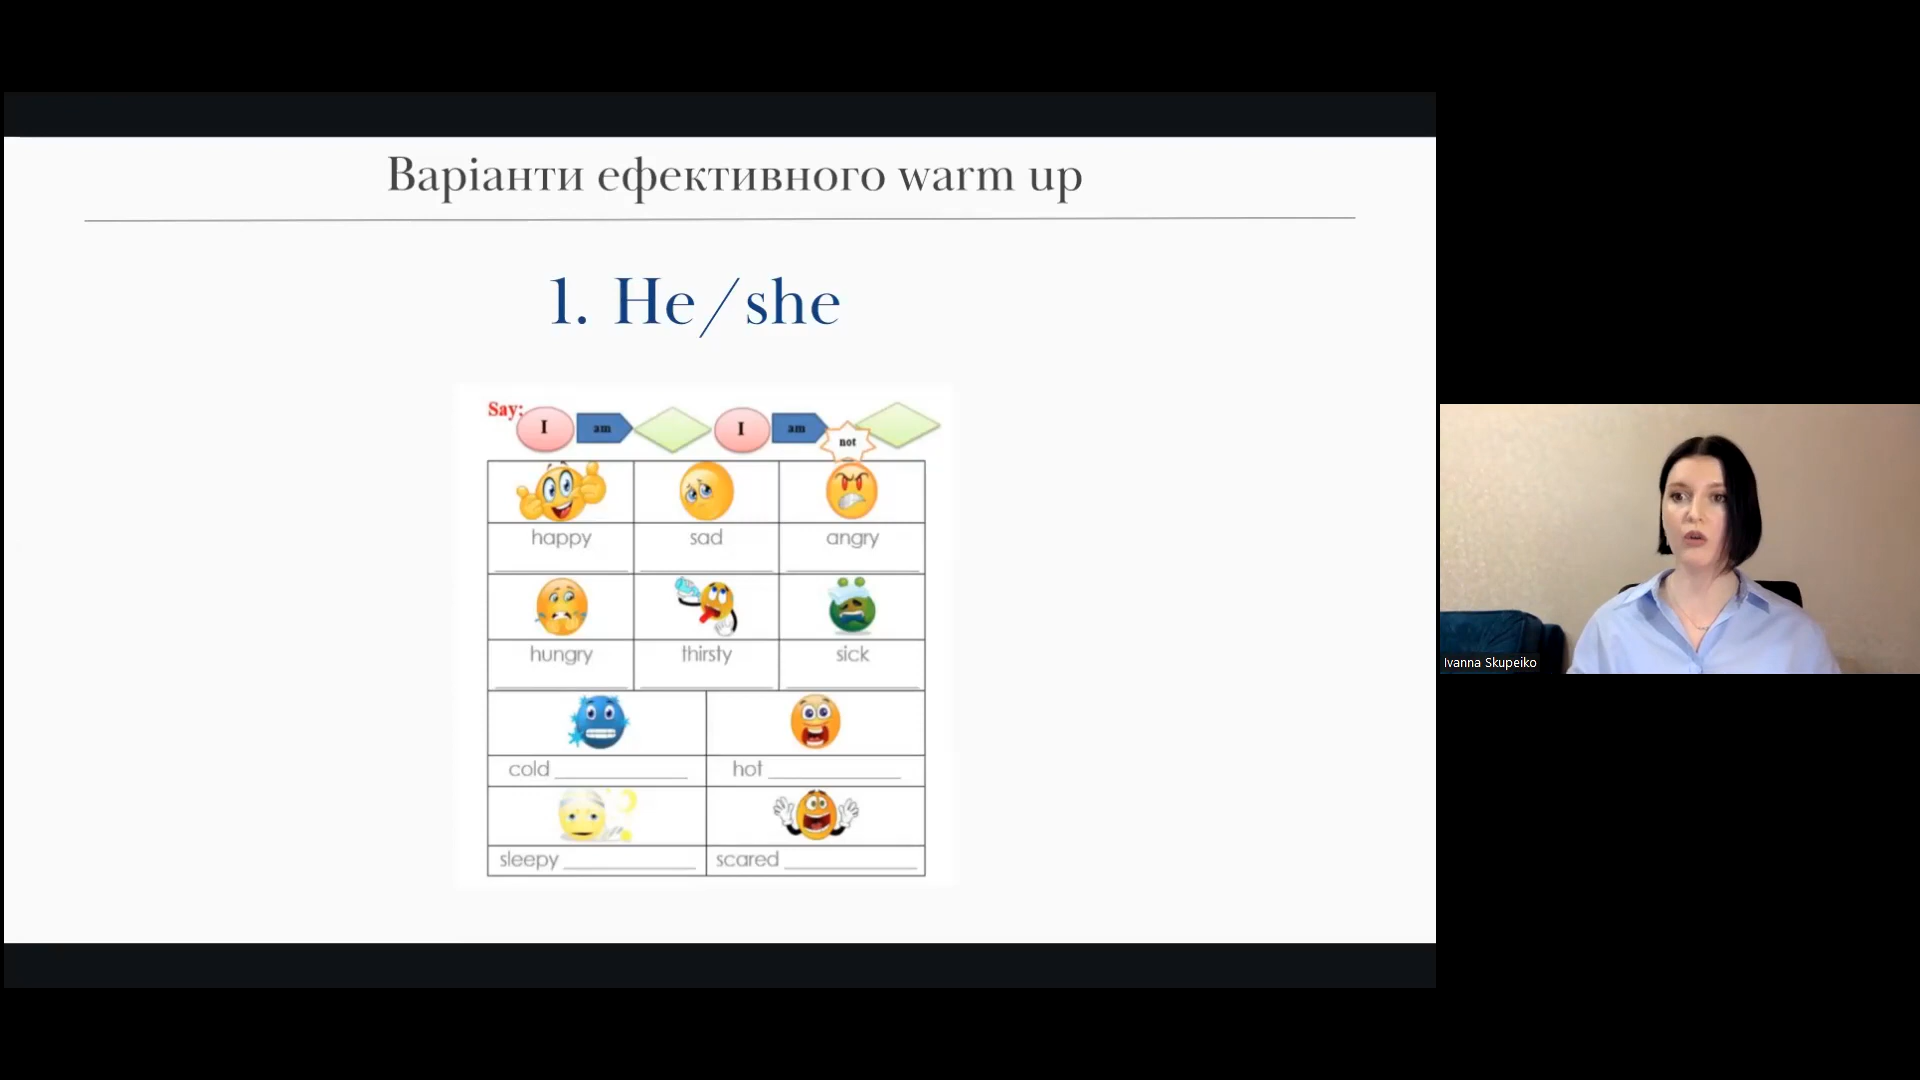 Варіанти ефективного warm up
1. He/she
Say:
I am I am not
happy sad angry
hungry thirsty sick
cold hot
sleepy scared
Ivanna Skupeiko